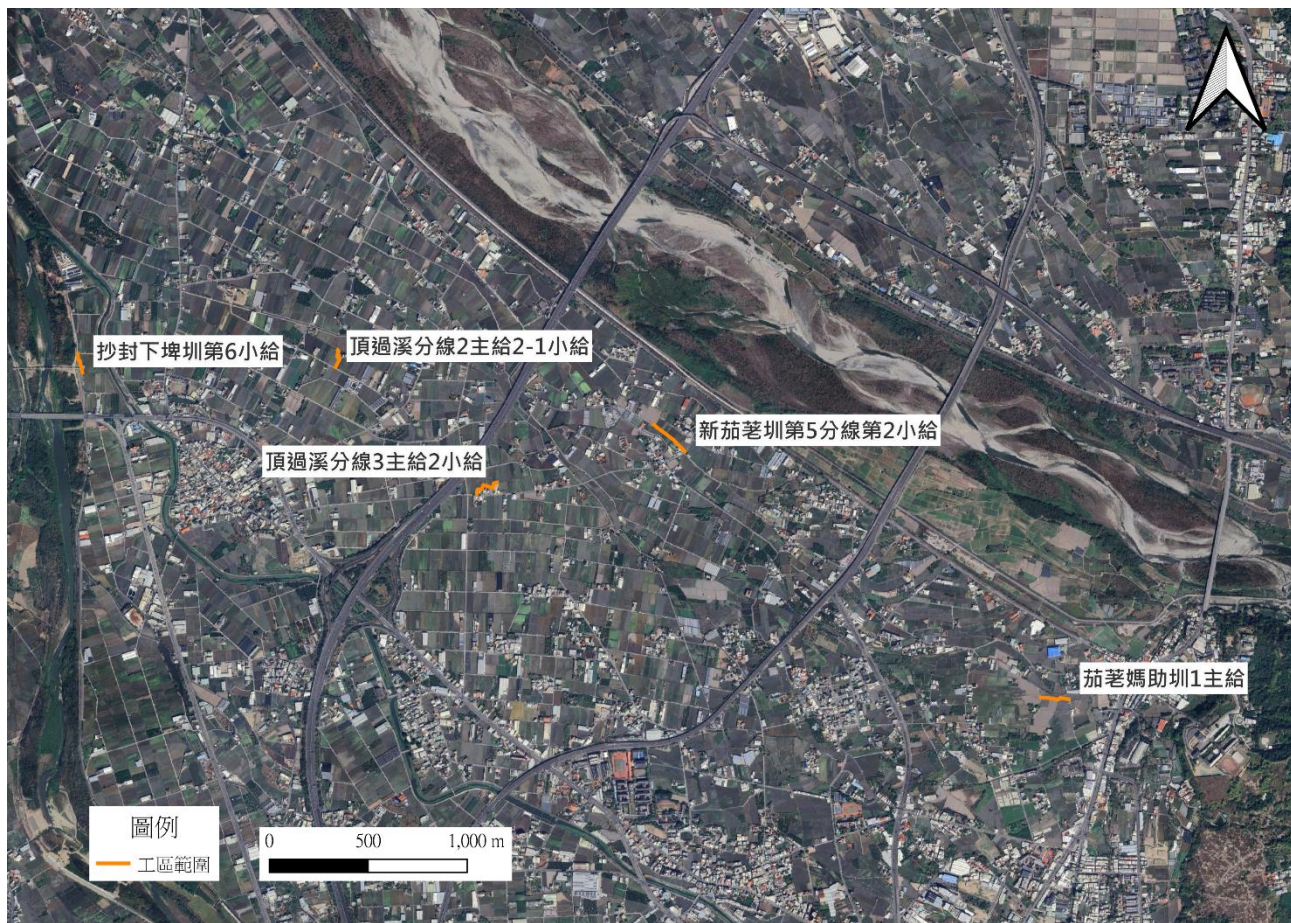 抄封下埤圳第6小給
頂過溪分線2主給2-1小給
新茄荖圳第5分線第2小給
頂過溪分線3主給2小給
茄荖媽助圳1主給
圖例
工區範圍
0 500 1,000 m